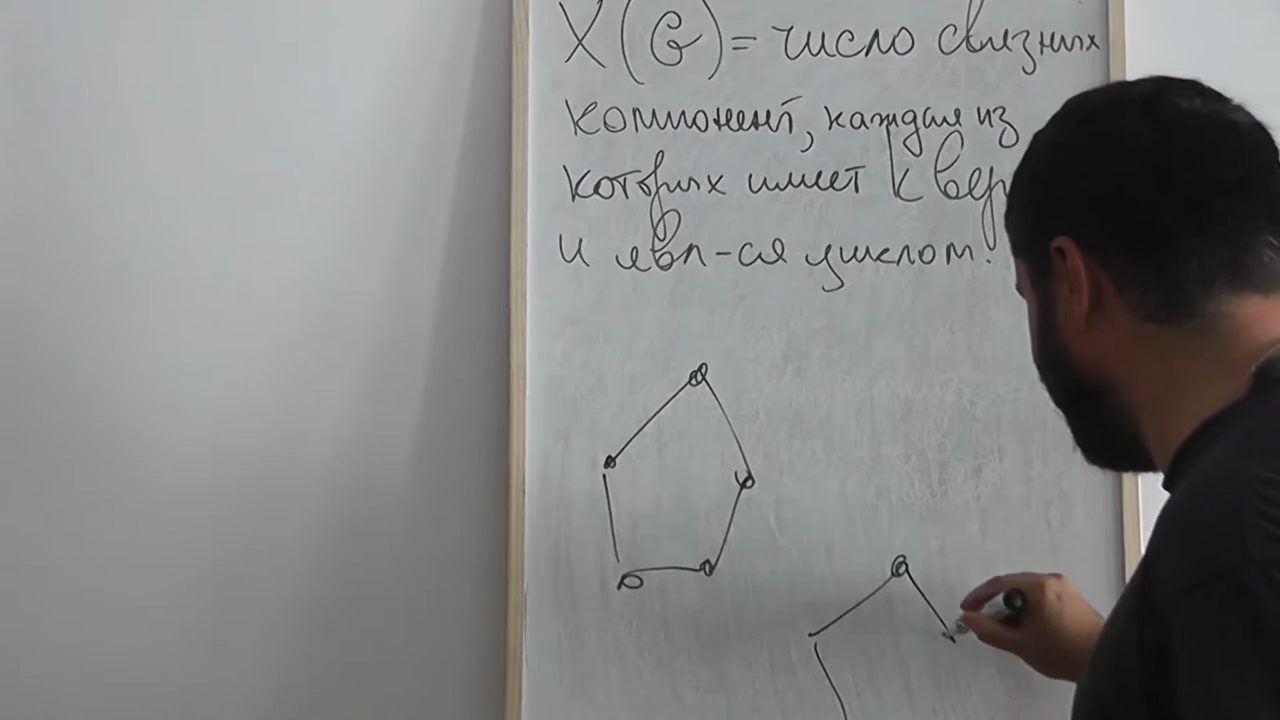 X(G)= число связных
компонент, каждая из
которых имеет k вер
и явл-ся циклом.